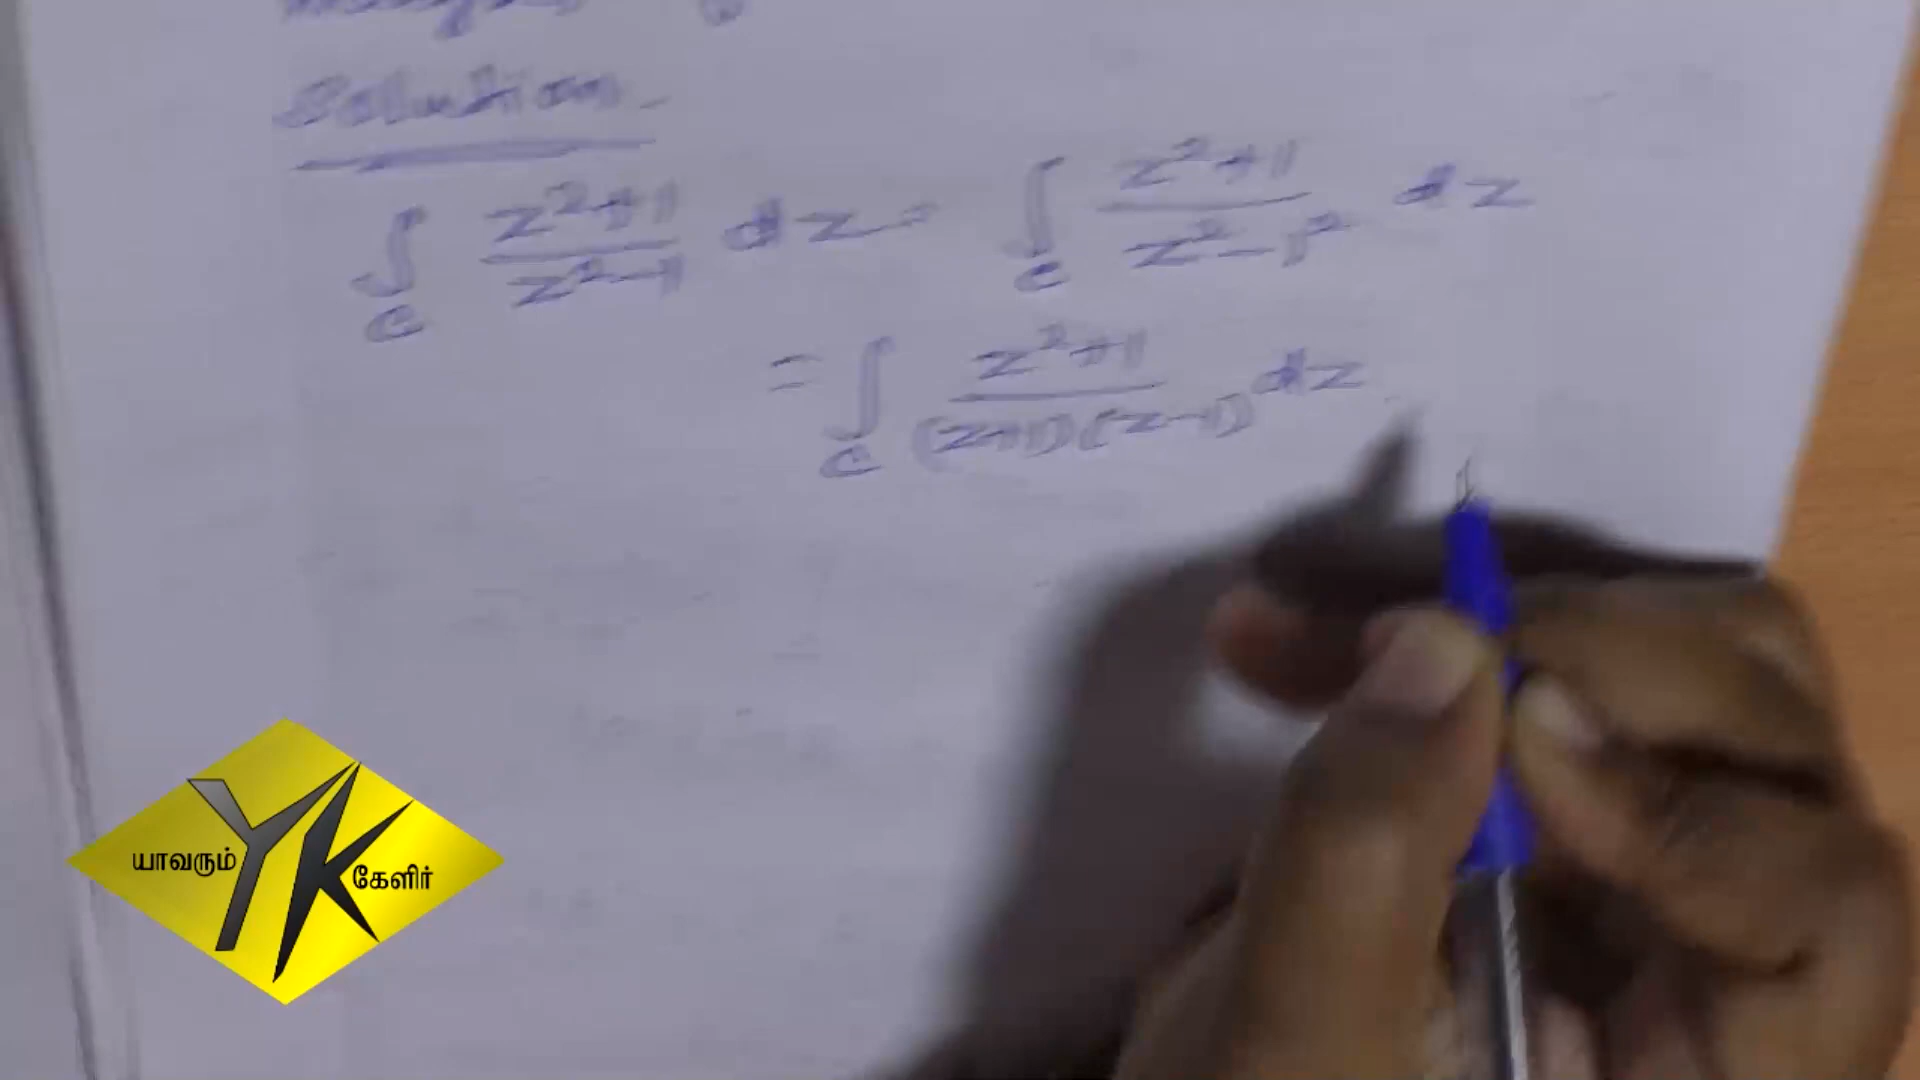 Solution
∫_C (z²+1)/(z²-1) dz = ∫_C (z²+1)/(z²-1²) dz
= ∫_C (z²+1)/((z+1)(z-1)) dz
யாவரும் YK கேளிர்